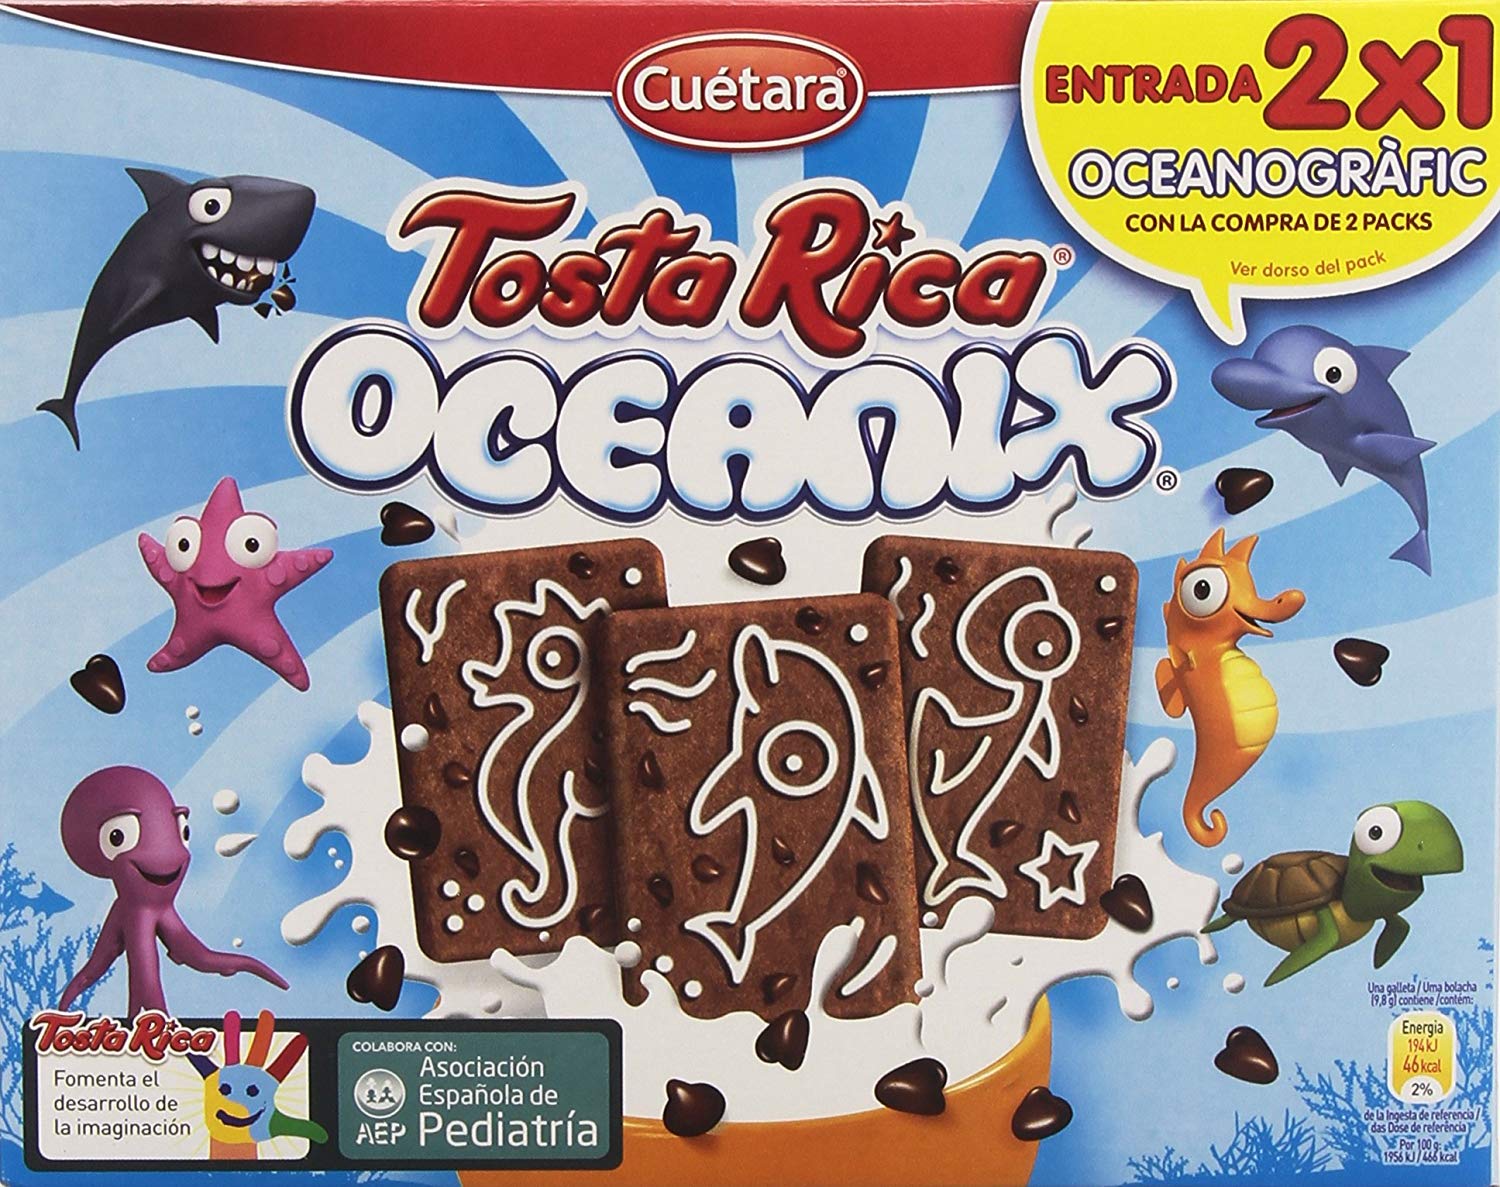 Cuétara®
ENTRADA 2x1
OCEANOGRÀFIC
CON LA COMPRA DE 2 PACKS
Ver dorso del pack
Tosta Rica®
OCEANIX®
Tosta Rica
Fomenta el
desarrollo de
la imaginación
COLABORA CON:
AEP
Asociación
Española de
Pediatría
Una galleta / Uma bolacha
(9,8 g) contiene /contém:
Energia
194 kJ
46 kcal
2%
de la Ingesta de referencia /
das Dose de referência
Por 100 g:
1956 kJ / 466 kcal